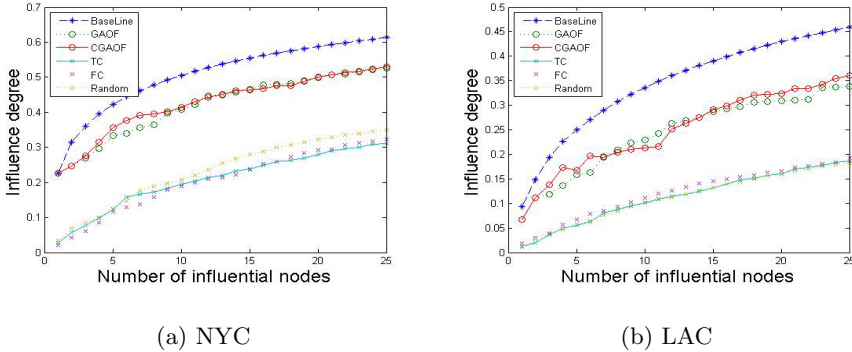 0.7
0.6
0.5
0.4
0.3
0.2
0.1
0
Influence degree
BaseLine
GAOF
CGAOF
TC
FC
Random
0 5 10 15 20 25
Number of influential nodes
(a) NYC
0.5
0.45
0.4
0.35
0.3
0.25
0.2
0.15
0.1
0.05
0
Influence degree
BaseLine
GAOF
CGAOF
TC
FC
Random
0 5 10 15 20 25
Number of influential nodes
(b) LAC